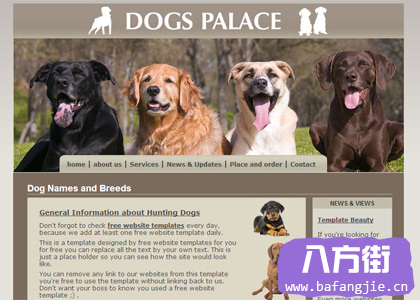 DOGS PALACE
home | about us | Services | News & Updates | Place and order | Contact
Dog Names and Breeds
General Information about Hunting Dogs
Don't forget to check free website templates every day,
because we add at least one free website template daily.
This is a template designed by free website templates for you
for free you can replace all the text by your own text. This is
just a place holder so you can see how the site would look
like.
You can remove any link to our websites from this template
you're free to use the template without linking back to us.
Don't want your boss to know you used a free website
template :) .
NEWS & VIEWS
Template Beauty
If you're looking for
八方街
www.bafangjie.cn